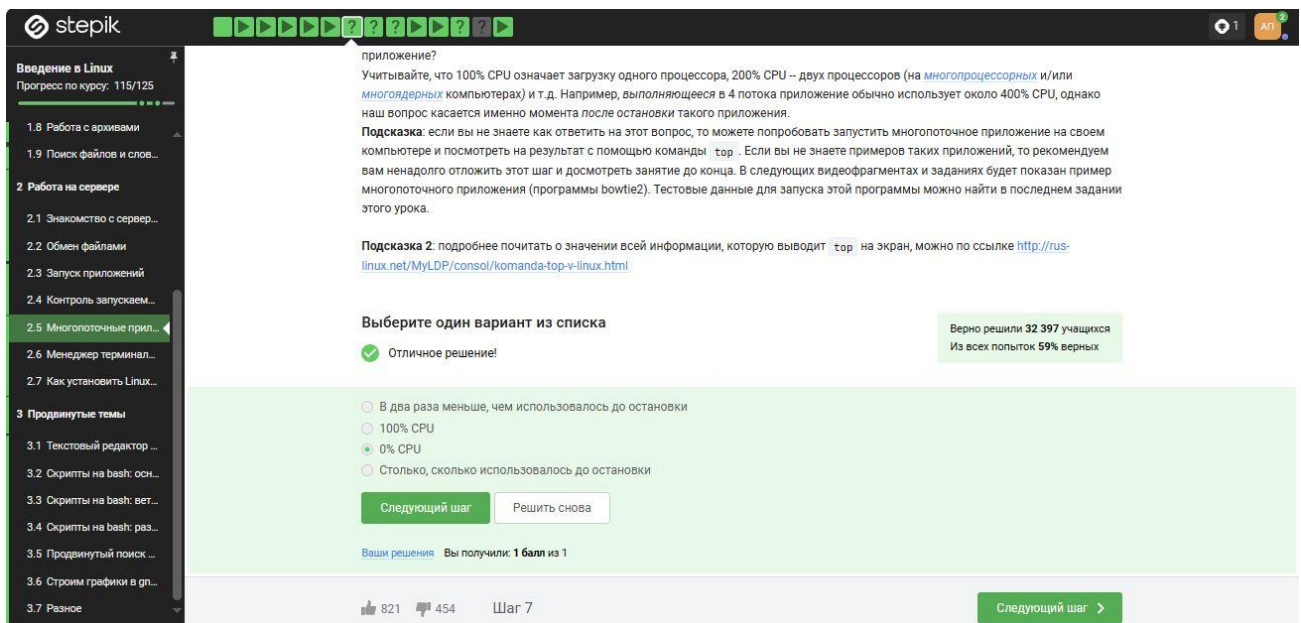 stepik
1
АП
2
Введение в Linux
Прогресс по курсу: 115/125
1.8 Работа с архивами
1.9 Поиск файлов и слов...
2 Работа на сервере
2.1 Знакомство с сервер...
2.2 Обмен файлами
2.3 Запуск приложений
2.4 Контроль запускаем...
2.5 Многопоточные прил...
2.6 Менеджер терминал...
2.7 Как установить Linux...
3 Продвинутые темы
3.1 Текстовый редактор ...
3.2 Скрипты на bash: осн...
3.3 Скрипты на bash: вет...
3.4 Скрипты на bash: раз...
3.5 Продвинутый поиск ...
3.6 Строим графики в gn...
3.7 Разное
приложение?
Учитывайте, что 100% CPU означает загрузку одного процессора, 200% CPU -- двух процессоров (на многопроцессорных и/или
многоядерных компьютерах) и т.д. Например, выполняющееся в 4 потока приложение обычно использует около 400% CPU, однако
наш вопрос касается именно момента после остановки такого приложения.
Подсказка: если вы не знаете как ответить на этот вопрос, то можете попробовать запустить многопоточное приложение на своем
компьютере и посмотреть на результат с помощью команды top . Если вы не знаете примеров таких приложений, то рекомендуем
вам ненадолго отложить этот шаг и досмотреть занятие до конца. В следующих видеофрагментах и заданиях будет показан пример
многопоточного приложения (программы bowtie2). Тестовые данные для запуска этой программы можно найти в последнем задании
этого урока.
Подсказка 2: подробнее почитать о значении всей информации, которую выводит top на экран, можно по ссылке http://rus-
linux.net/MyLDP/consol/komanda-top-v-linux.html
Выберите один вариант из списка
Отличное решение!
Верно решили 32 397 учащихся
Из всех попыток 59% верных
В два раза меньше, чем использовалось до остановки
100% CPU
0% CPU
Столько, сколько использовалось до остановки
Следующий шаг
Решить снова
Ваши решения Вы получили: 1 балл из 1
821 454 Шаг 7
Следующий шаг